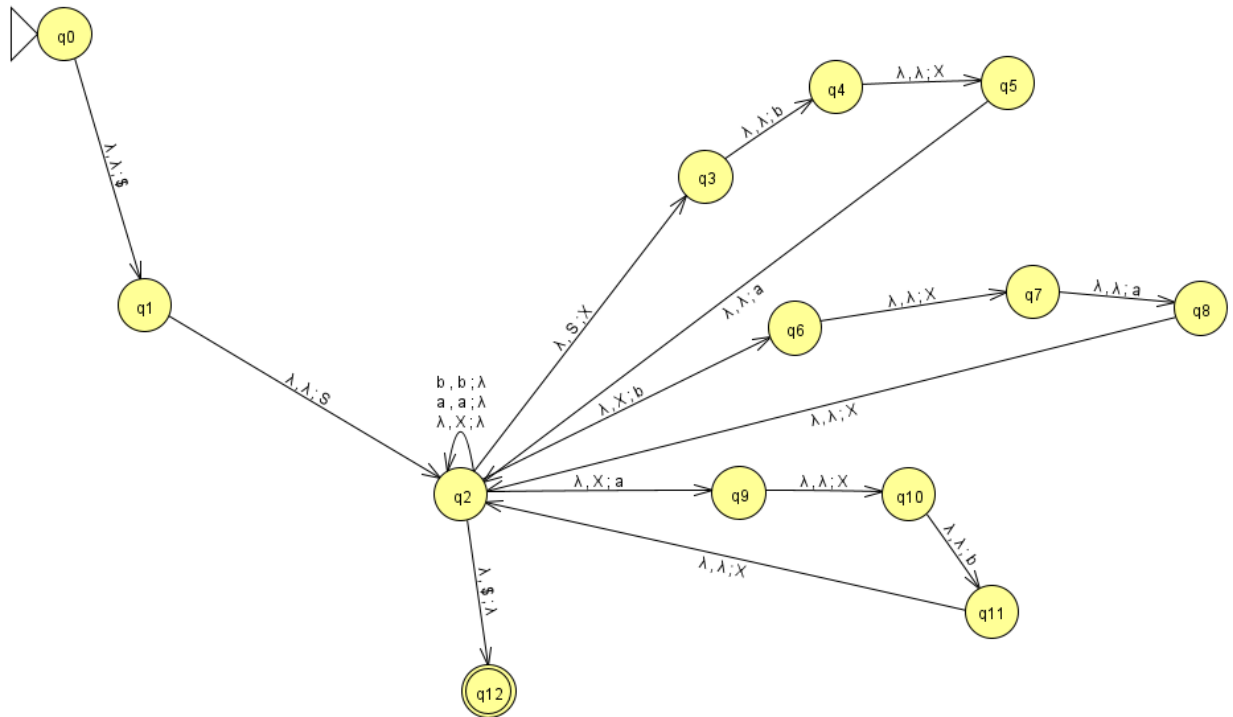 q0
q4
λ , λ ; X
q5
λ , λ ; b
q3
λ , λ ; $
q1
λ , λ ; a
q7
λ , λ ; a
q8
λ , λ ; X
q6
λ , S ; X
λ , λ ; S
b , b ; λ
a , a ; λ
λ , X ; λ
λ , X ; b
λ , λ ; X
q2
λ , X ; a
q9
λ , λ ; X
q10
λ , λ ; b
λ , λ ; X
q11
λ , $ ; λ
q12